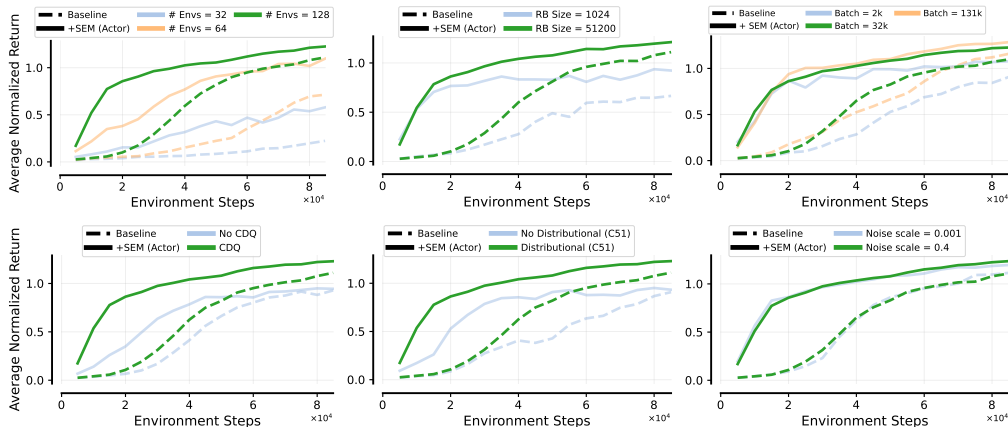 Baseline # Envs = 32 # Envs = 128
+SEM (Actor) # Envs = 64
Average Normalized Return
1.0
0.5
0.0
0 2 4 6 8
×10⁴
Environment Steps
Baseline RB Size = 1024
+SEM (Actor) RB Size = 51200
1.0
0.5
0.0
0 2 4 6 8
×10⁴
Environment Steps
Baseline Batch = 2k Batch = 131k
+SEM (Actor) Batch = 32k
1.0
0.5
0.0
0 2 4 6 8
×10⁴
Environment Steps
Baseline No CDQ
+SEM (Actor) CDQ
Average Normalized Return
1.0
0.5
0.0
0 2 4 6 8
×10⁴
Environment Steps
Baseline No Distributional (C51)
+SEM (Actor) Distributional (C51)
1.0
0.5
0.0
0 2 4 6 8
×10⁴
Environment Steps
Baseline Noise scale = 0.001
+SEM (Actor) Noise scale = 0.4
1.0
0.5
0.0
0 2 4 6 8
×10⁴
Environment Steps